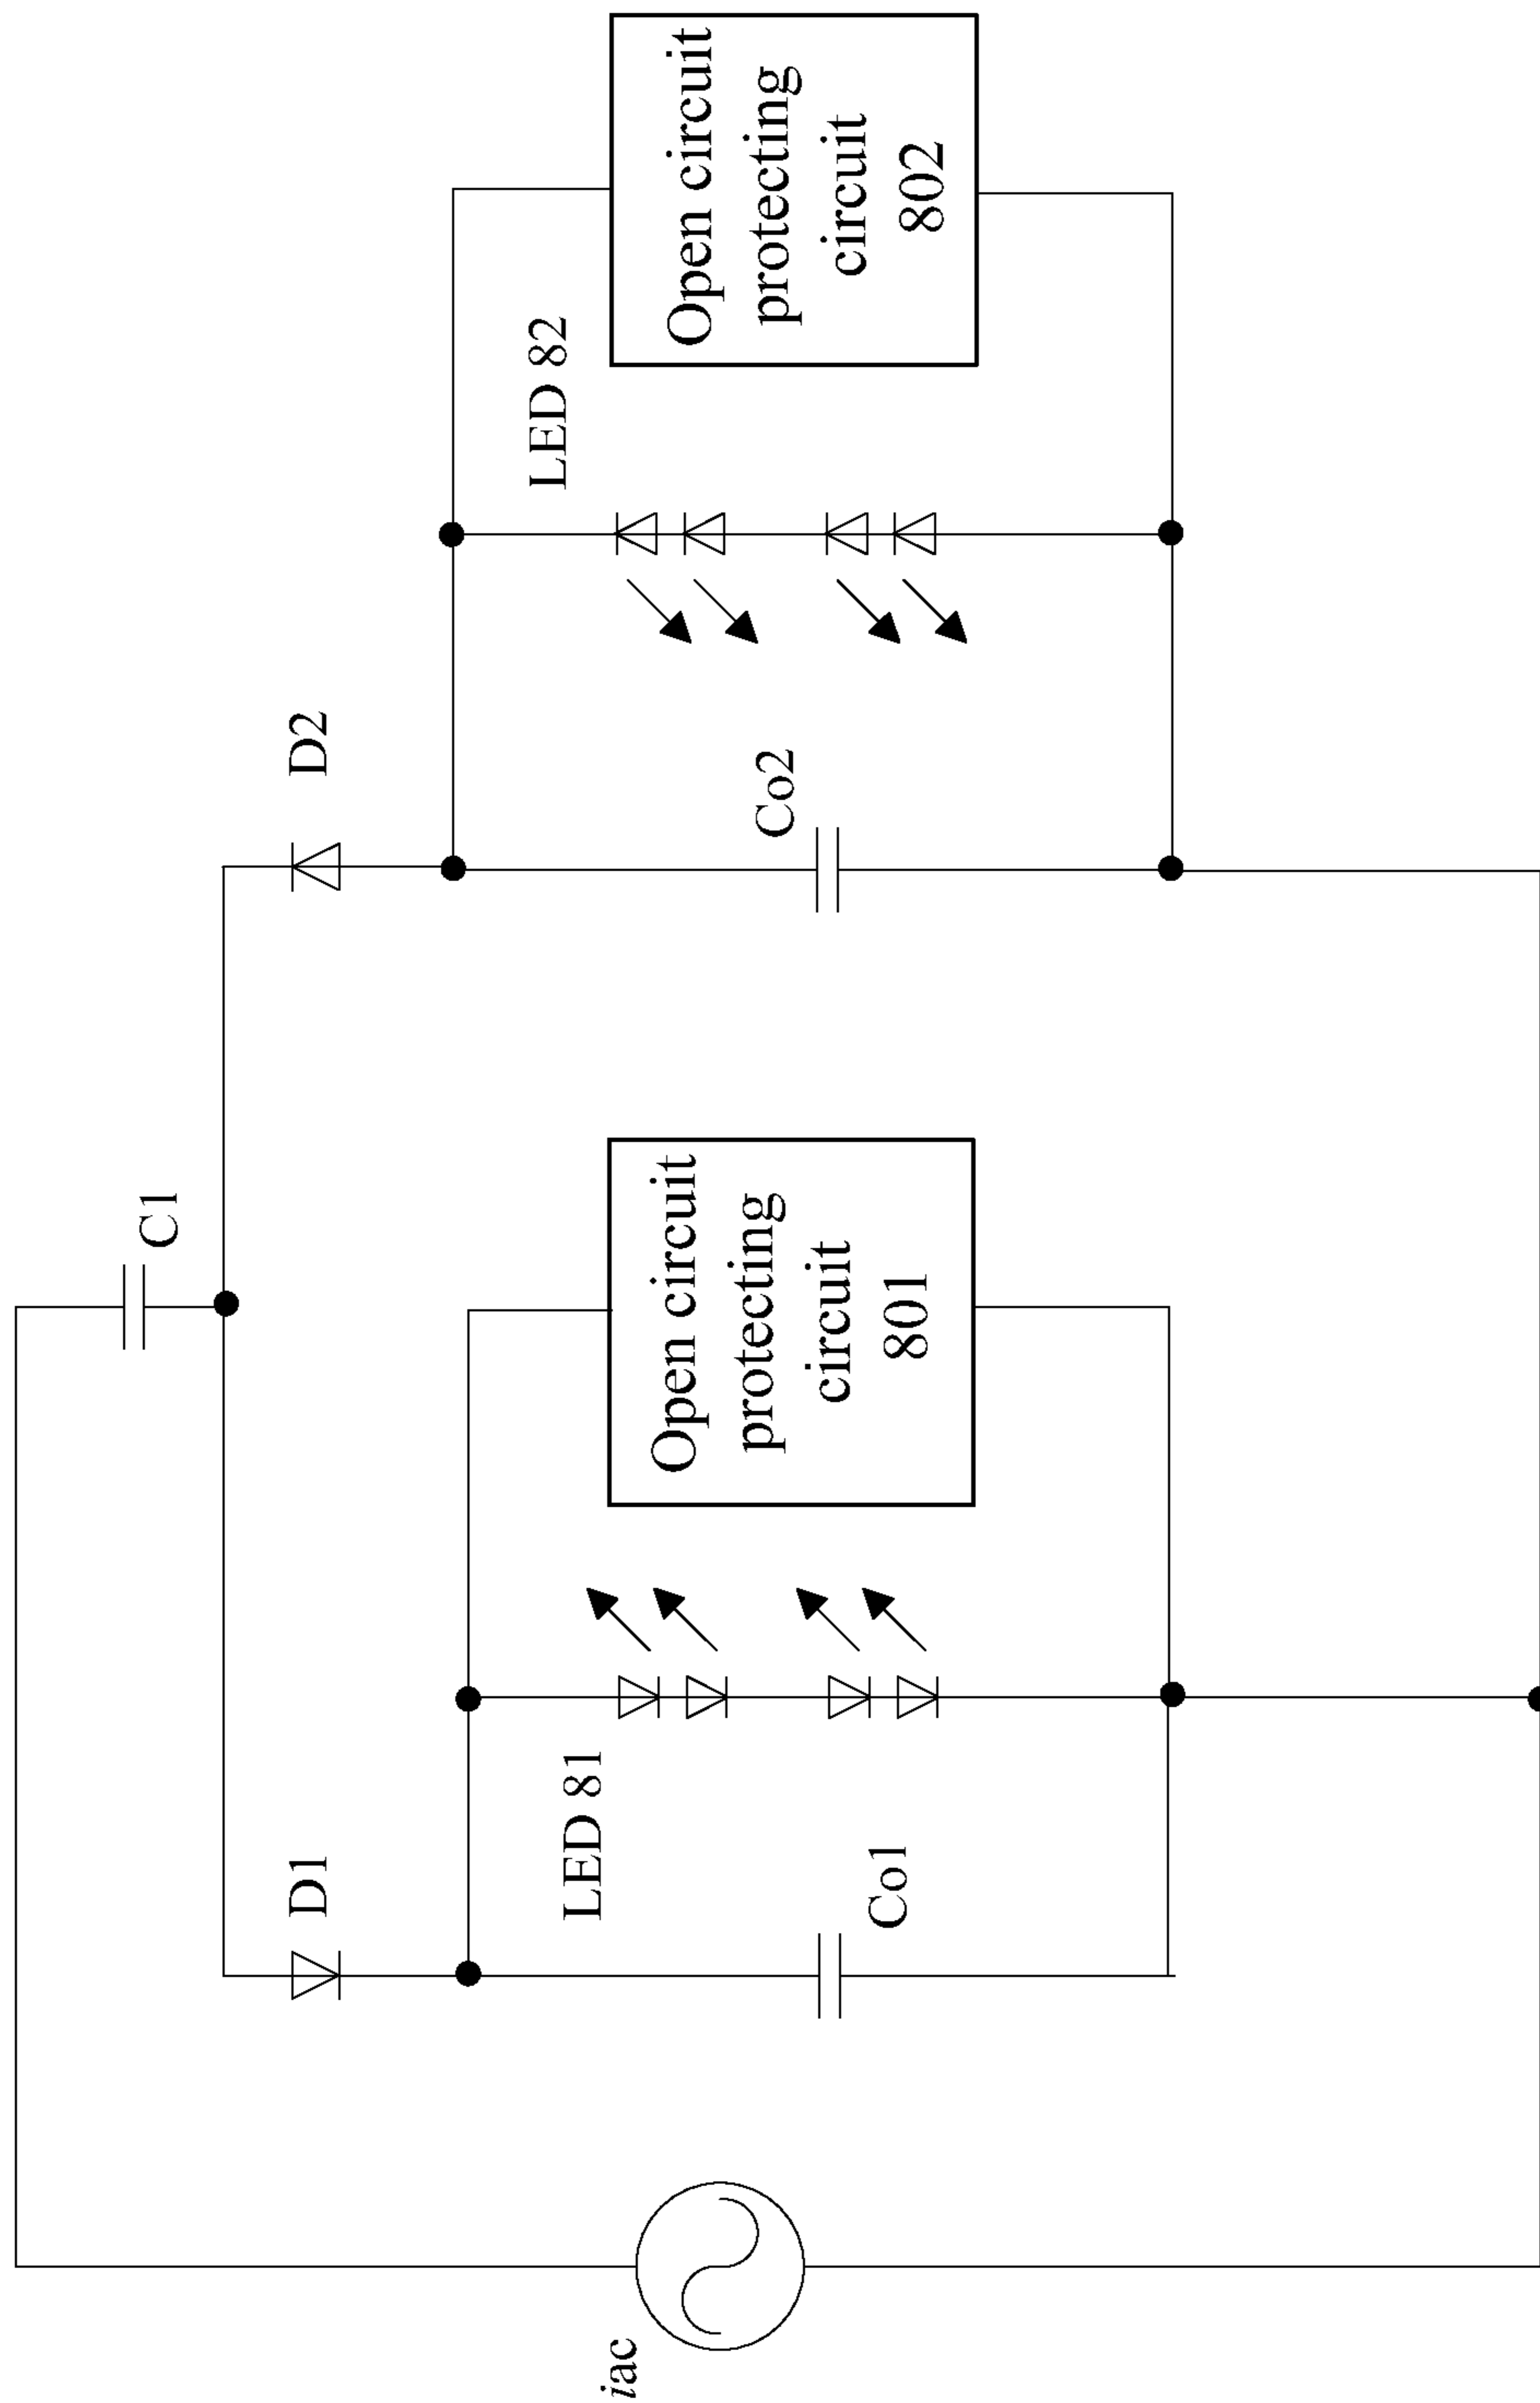 C1
D1
D2
LED 81
Open circuit
protecting
circuit
801
LED 82
Open circuit
protecting
circuit
802
iac
Co1
Co2